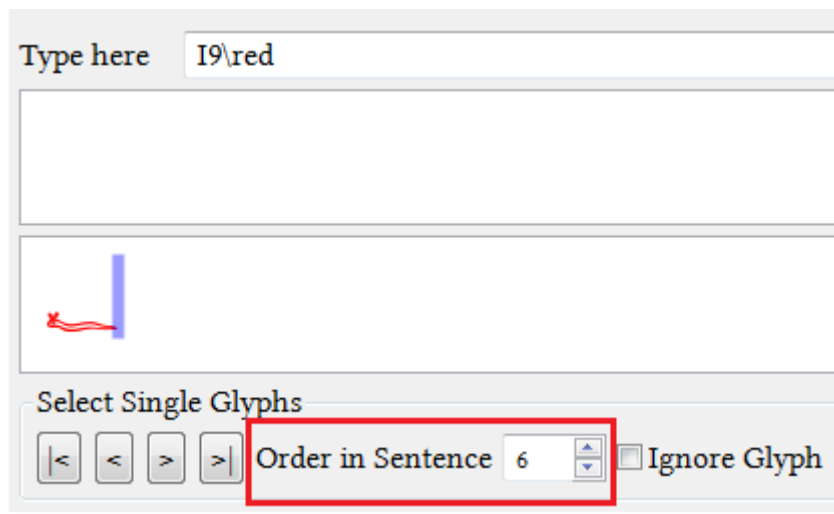 Type here I9\red
Select Single Glyphs
|< < > >| Order in Sentence 6 Ignore Glyph